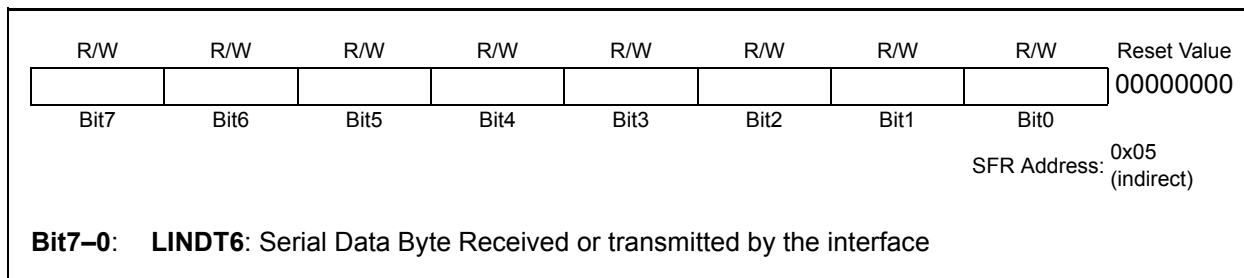 R/W R/W R/W R/W R/W R/W R/W R/W Reset Value
00000000
Bit7 Bit6 Bit5 Bit4 Bit3 Bit2 Bit1 Bit0
SFR Address: 0x05
(indirect)
Bit7–0: LINDT6: Serial Data Byte Received or transmitted by the interface